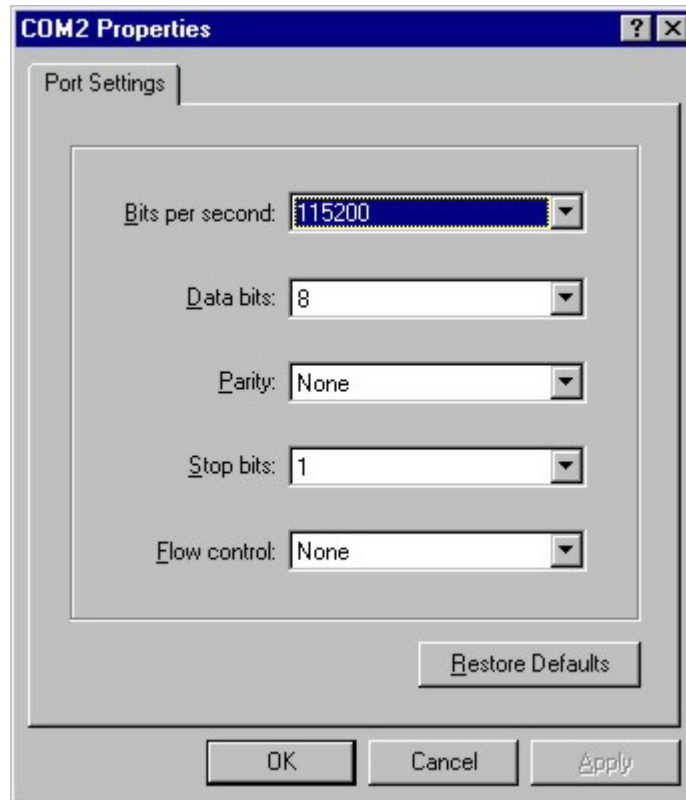 COM2 Properties
Port Settings
Bits per second: 115200
Data bits: 8
Parity: None
Stop bits: 1
Flow control: None
Restore Defaults
OK Cancel Apply